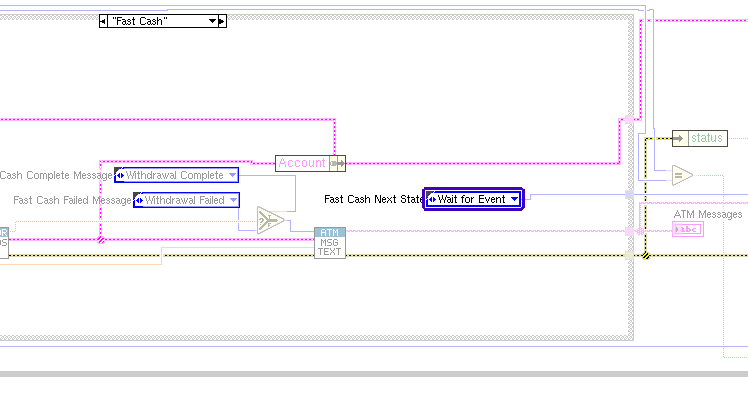 "Fast Cash"
status
Account
Cash Complete Message
Withdrawal Complete
Fast Cash Failed Message
Withdrawal Failed
Fast Cash Next State
Wait for Event
=
ATM Messages
abc
ATM
MSG
TEXT